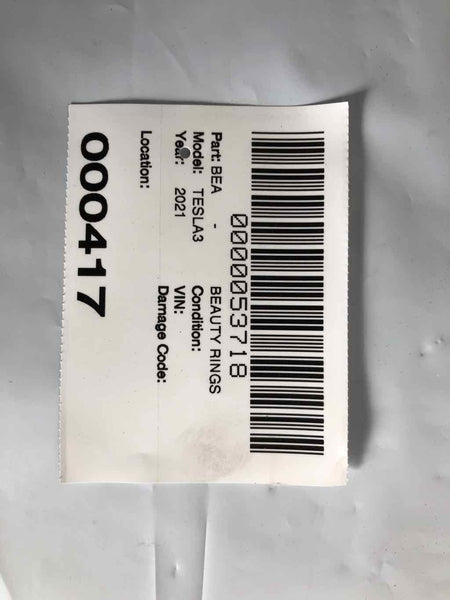 0000053718
Part: BEA - BEAUTY RINGS
Model: TESLA3 Condition:
Year: 2021 VIN:
Damage Code:
Location:
000417